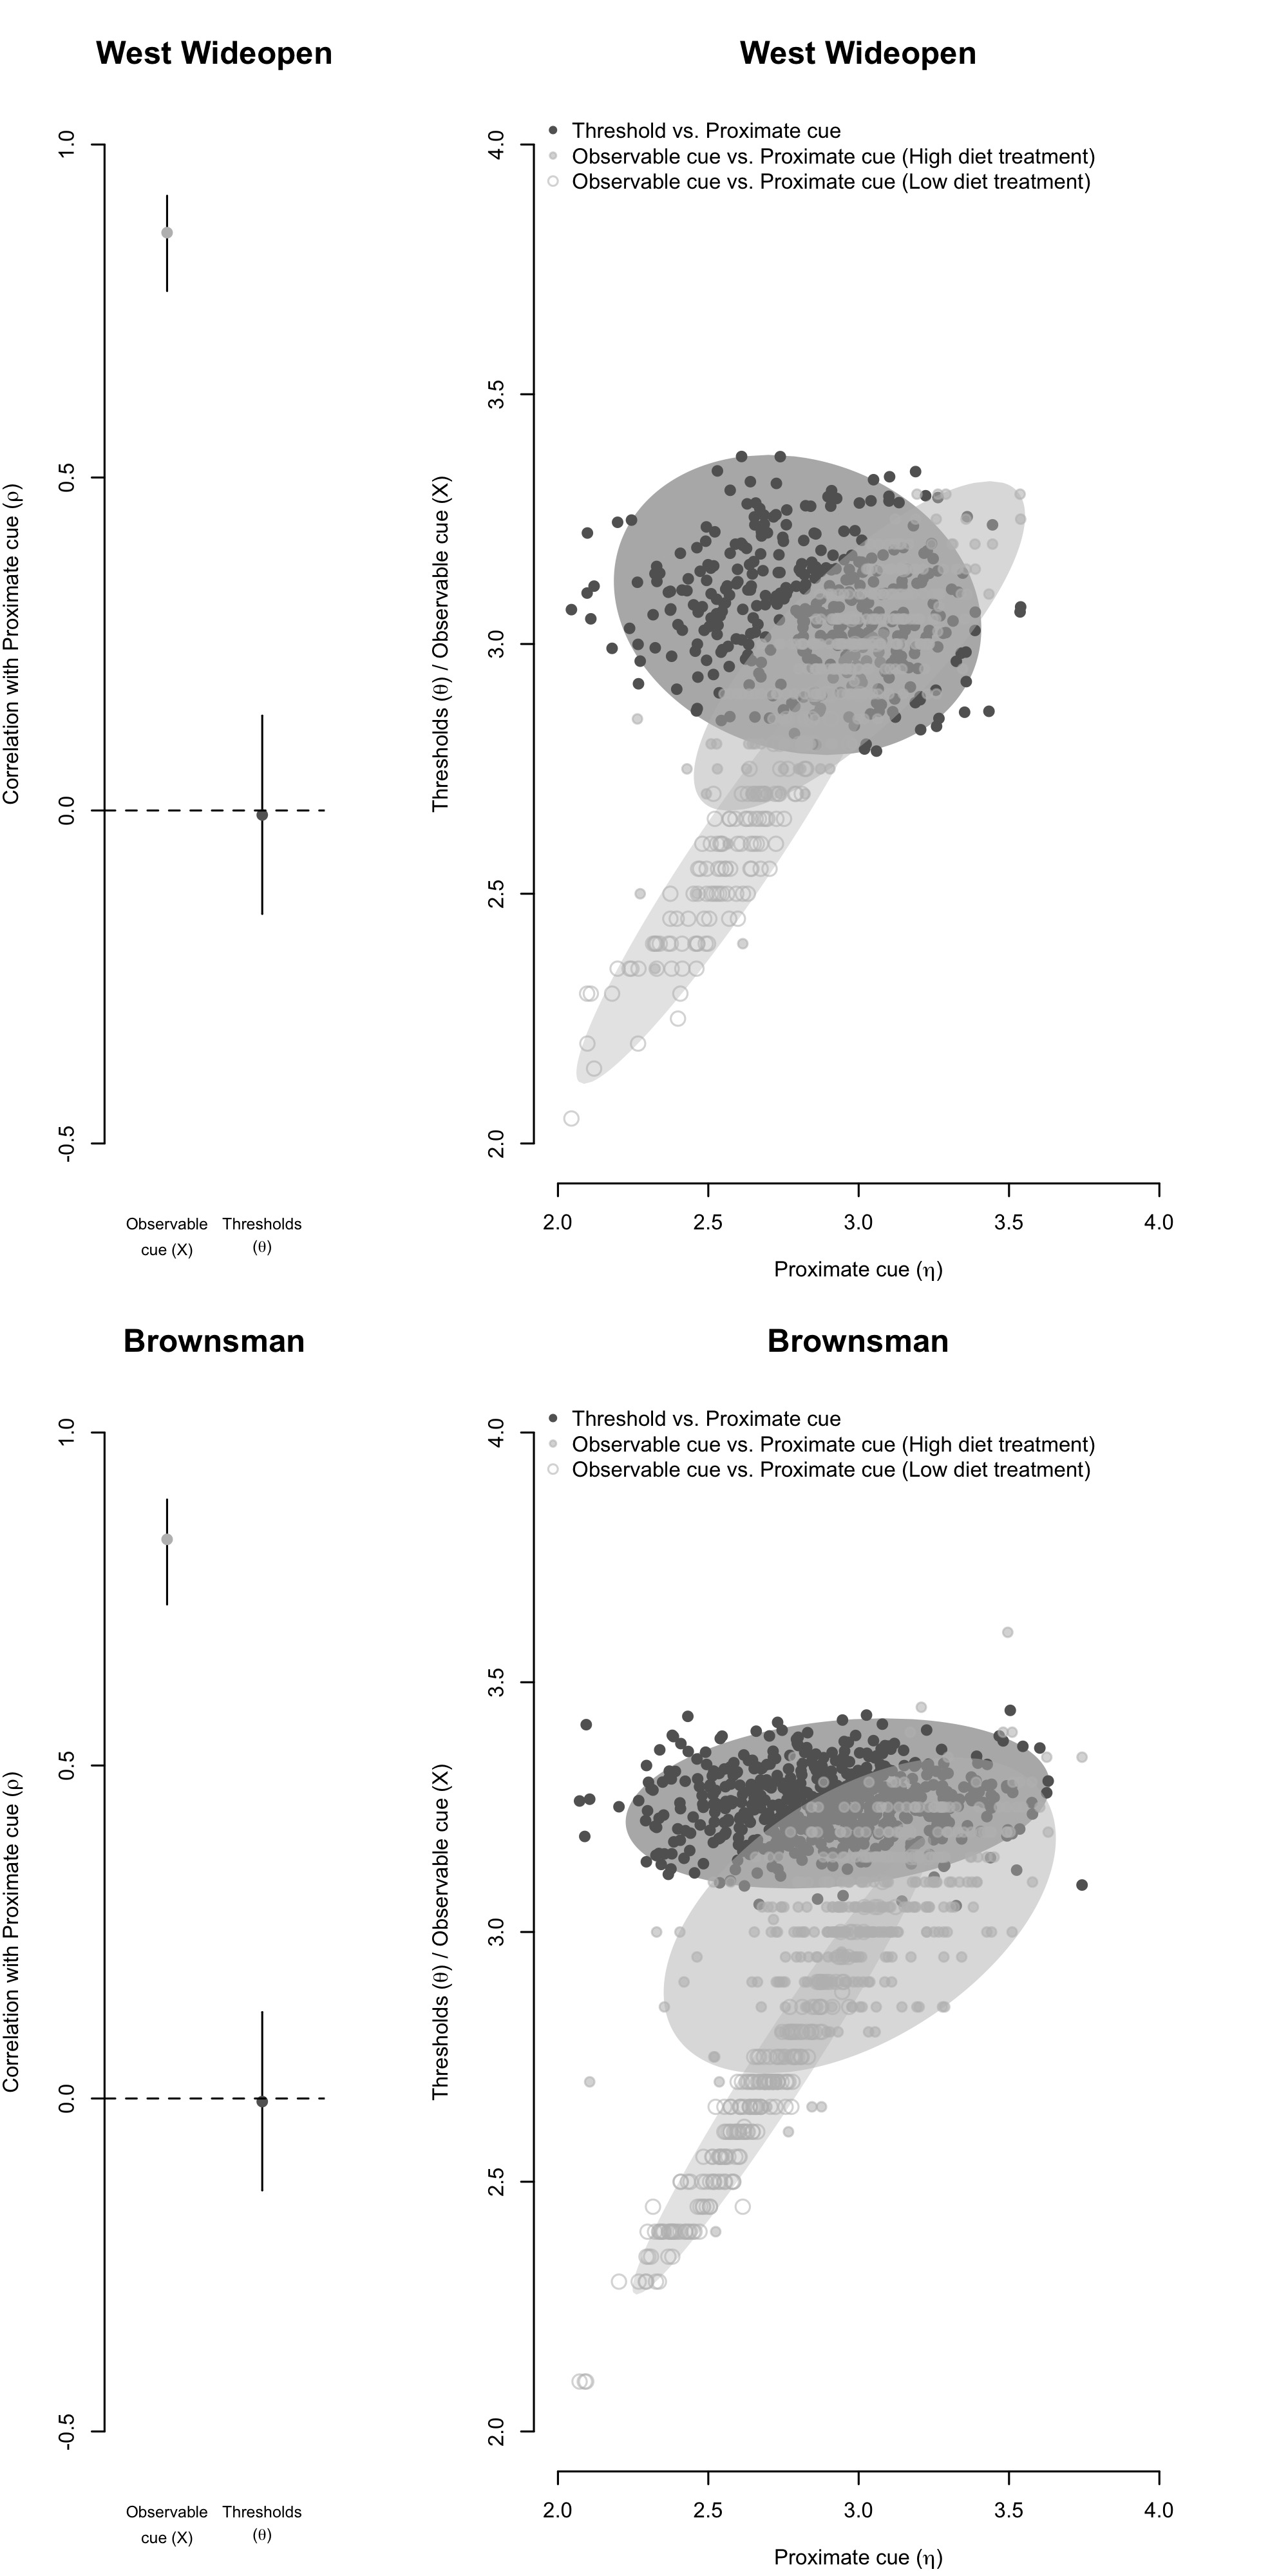 West Wideopen
Correlation with Proximate cue (ρ)
1.0
0.5
0.0
-0.5
Observable
cue (X)
Thresholds
(θ)
West Wideopen
Threshold vs. Proximate cue
Observable cue vs. Proximate cue (High diet treatment)
Observable cue vs. Proximate cue (Low diet treatment)
Thresholds (θ) / Observable cue (X)
4.0
3.5
3.0
2.5
2.0
2.0 2.5 3.0 3.5 4.0
Proximate cue (η)
Brownsman
Correlation with Proximate cue (ρ)
1.0
0.5
0.0
-0.5
Observable
cue (X)
Thresholds
(θ)
Brownsman
Threshold vs. Proximate cue
Observable cue vs. Proximate cue (High diet treatment)
Observable cue vs. Proximate cue (Low diet treatment)
Thresholds (θ) / Observable cue (X)
4.0
3.5
3.0
2.5
2.0
2.0 2.5 3.0 3.5 4.0
Proximate cue (η)